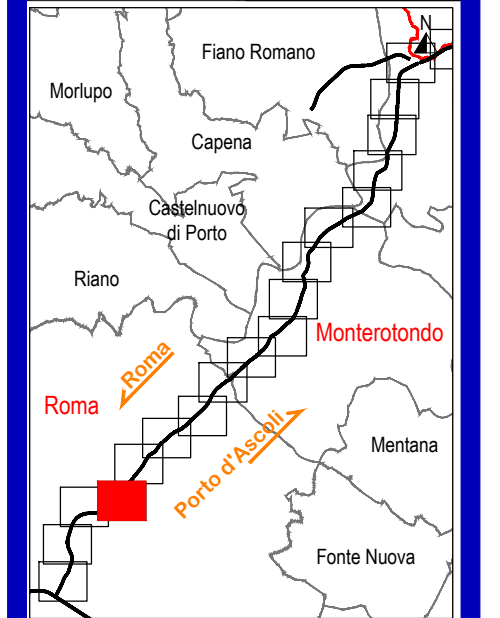 N
Fiano Romano
Morlupo
Capena
Castelnuovo
di Porto
Riano
Monterotondo
Roma
Roma
Porto d'Ascoli
Mentana
Fonte Nuova